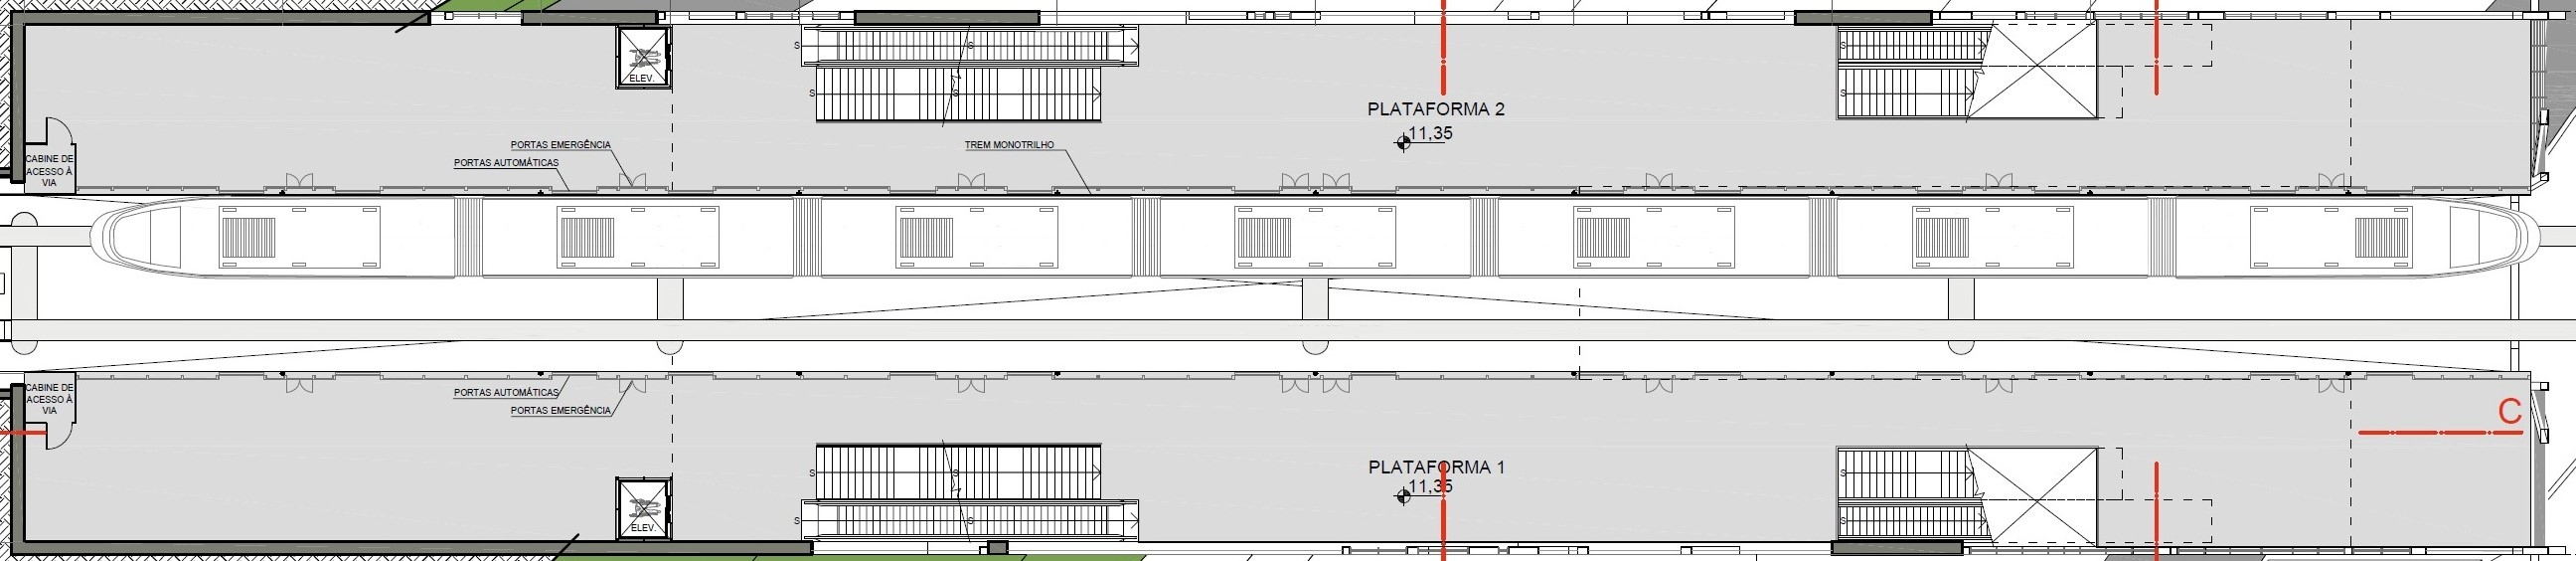 ELEV.
S
S
S
S
S
S
PLATAFORMA 2
11,35
CABINE DE
ACESSO À
VIA
PORTAS EMERGÊNCIA
PORTAS AUTOMÁTICAS
TREM MONOTRILHO
CABINE DE
ACESSO À
VIA
PORTAS AUTOMÁTICAS
PORTAS EMERGÊNCIA
C
PLATAFORMA 1
11,35
S
S
S
S
S
S
ELEV.